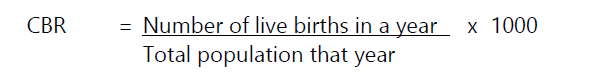 CBR = Number of live births in a year x 1000
Total population that year